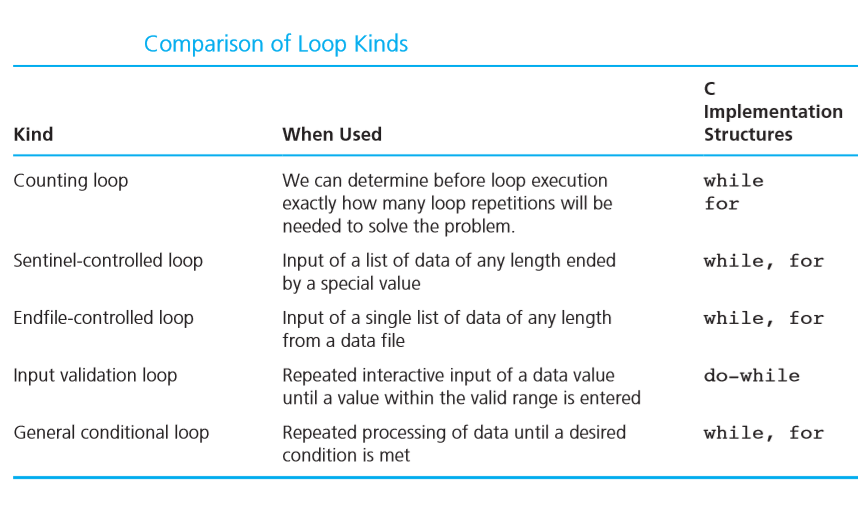 Comparison of Loop Kinds
Kind When Used C Implementation Structures
Counting loop We can determine before loop execution while
exactly how many loop repetitions will be for
needed to solve the problem.
Sentinel-controlled loop Input of a list of data of any length ended while, for
by a special value
Endfile-controlled loop Input of a single list of data of any length while, for
from a data file
Input validation loop Repeated interactive input of a data value do-while
until a value within the valid range is entered
General conditional loop Repeated processing of data until a desired while, for
condition is met